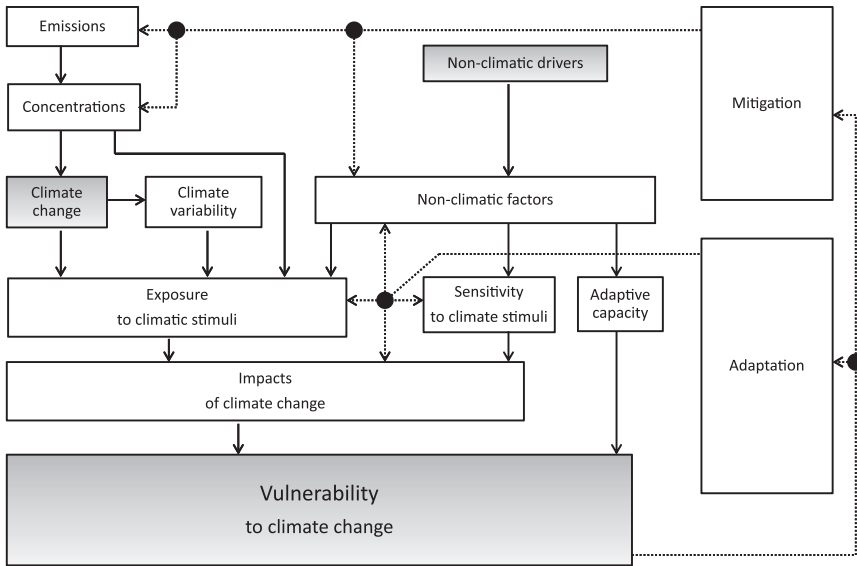 Emissions
Non-climatic drivers
Concentrations
Mitigation
Climate
change
Climate
variability
Non-climatic factors
Exposure
to climatic stimuli
Sensitivity
to climate stimuli
Adaptive
capacity
Adaptation
Impacts
of climate change
Vulnerability
to climate change